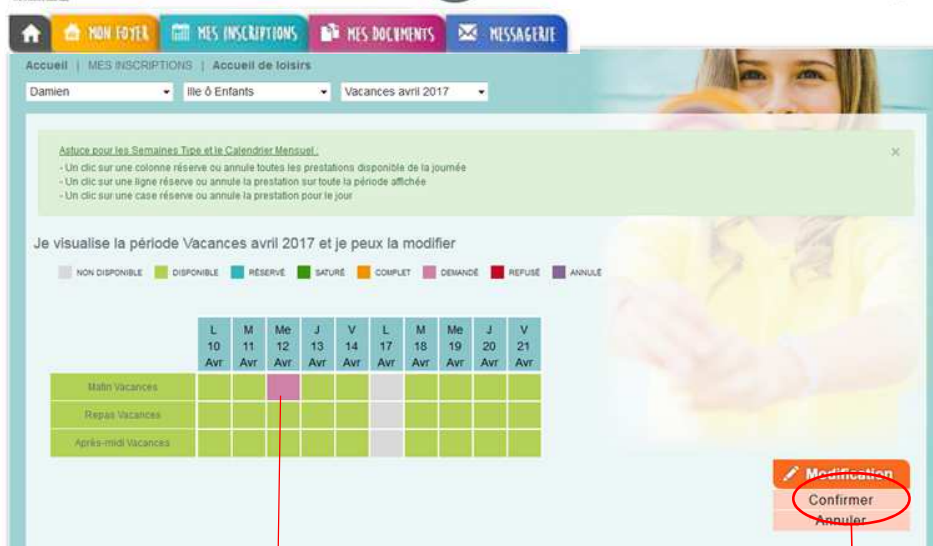 MON FOYER MES INSCRIPTIONS MES DOCUMENTS MESSAGERIE
Accueil | MES INSCRIPTIONS | Accueil de loisirs
Damien Ille ô Enfants Vacances avril 2017
Astuce pour les Semaines Type et le Calendrier Mensuel :
- Un clic sur une colonne réserve ou annule toutes les prestations disponible de la journée
- Un clic sur une ligne réserve ou annule la prestation sur toute la période affichée
- Un clic sur une case réserve ou annule la prestation pour le jour
×
Je visualise la période Vacances avril 2017 et je peux la modifier
NON DISPONIBLE DISPONIBLE RÉSERVÉ SATURÉ COMPLET DEMANDÉ REFUSÉ ANNULÉ
L M Me J V L M Me J V
10 11 12 13 14 17 18 19 20 21
Avr Avr Avr Avr Avr Avr Avr Avr Avr Avr
Matin Vacances
Repas Vacances
Après-midi Vacances
Modification
Confirmer
Annuler